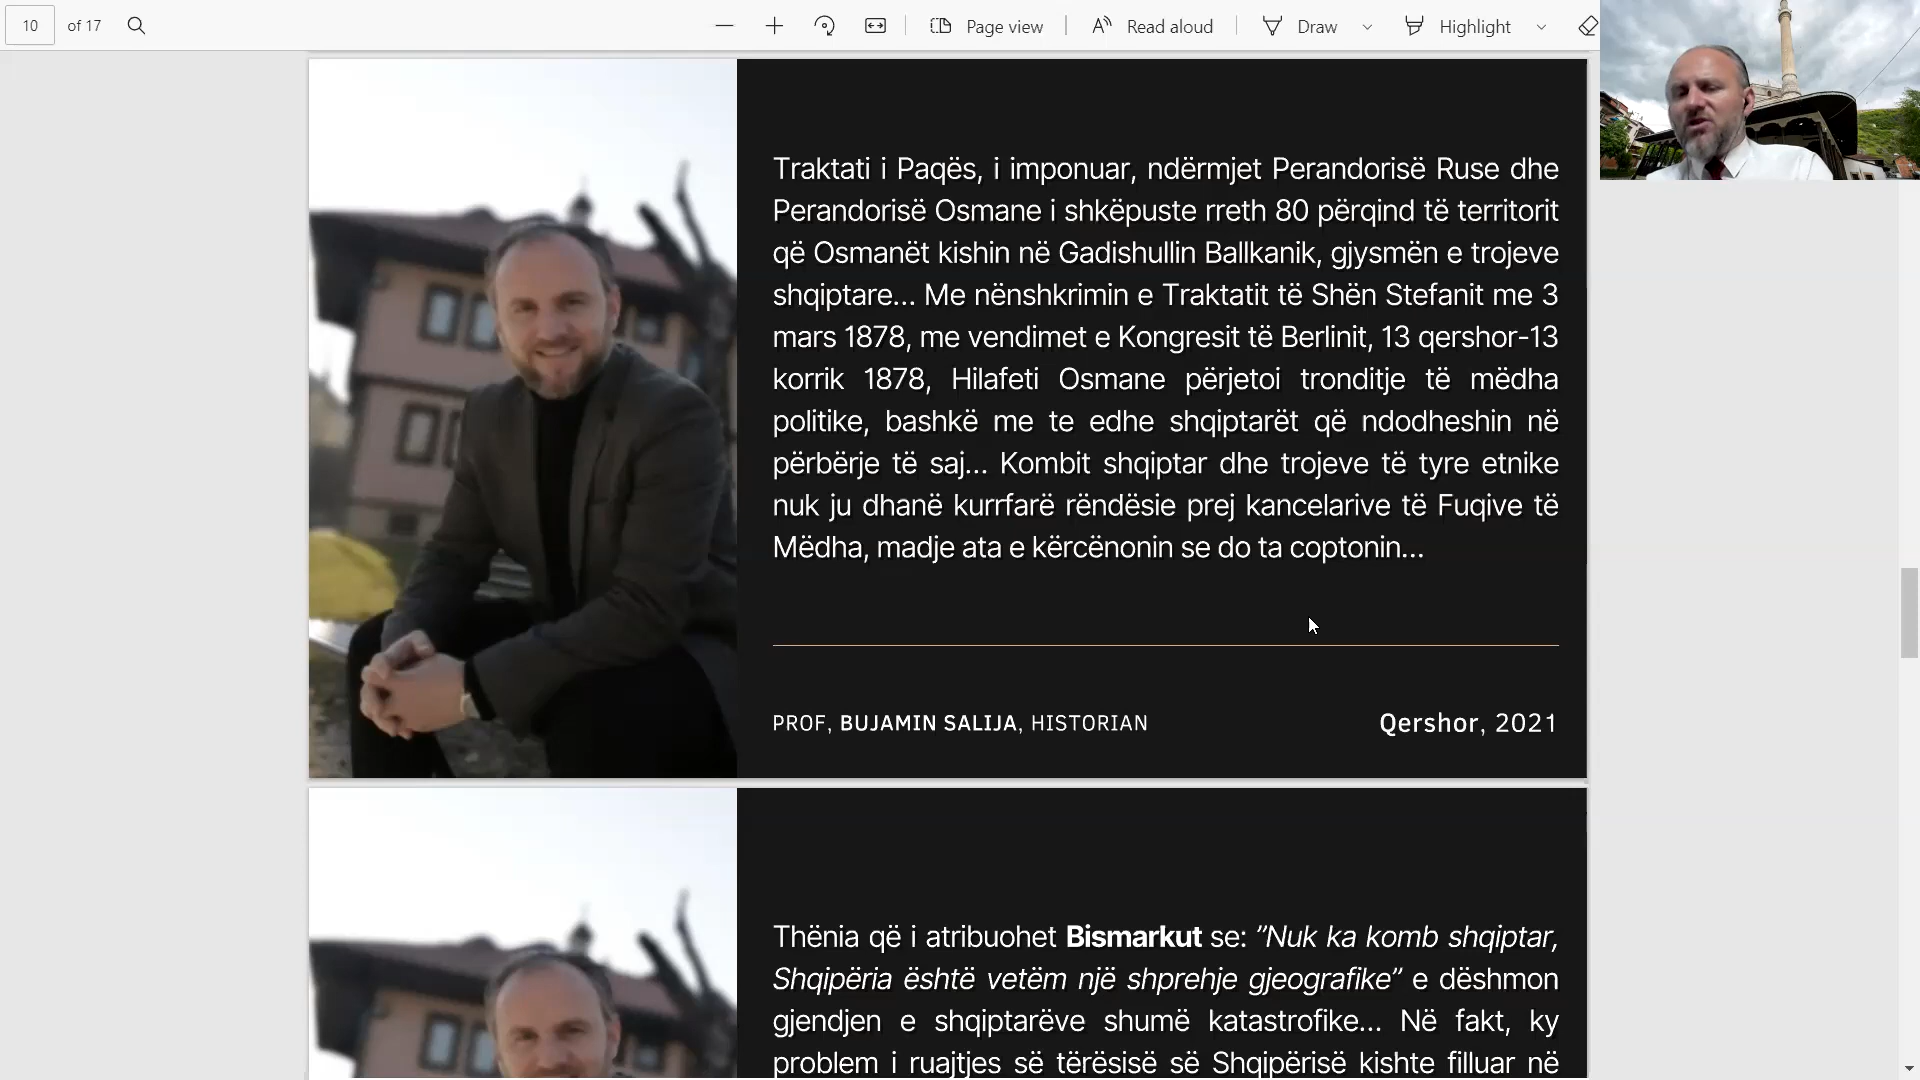 10 of 17 Page view Read aloud Draw Highlight
Traktati i Paqës, i imponuar, ndërmjet Perandorisë Ruse dhe
Perandorisë Osmane i shkëpuste rreth 80 përqind të territorit
që Osmanët kishin në Gadishullin Ballkanik, gjysmën e trojeve
shqiptare... Me nënshkrimin e Traktatit të Shën Stefanit me 3
mars 1878, me vendimet e Kongresit të Berlinit, 13 qershor-13
korrik 1878, Hilafeti Osmane përjetoi tronditje të mëdha
politike, bashkë me te edhe shqiptarët që ndodheshin në
përbërje të saj... Kombit shqiptar dhe trojeve të tyre etnike
nuk ju dhanë kurrfarë rëndësie prej kancelarive të Fuqive të
Mëdha, madje ata e kërcënonin se do ta coptonin...
PROF, BUJAMIN SALIJA, HISTORIAN Qershor, 2021
Thënia që i atribuohet Bismarkut se: ”Nuk ka komb shqiptar,
Shqipëria është vetëm një shprehje gjeografike” e dëshmon
gjendjen e shqiptarëve shumë katastrofike... Në fakt, ky
problem i ruajtjes së tërësisë së Shqipërisë kishte filluar në